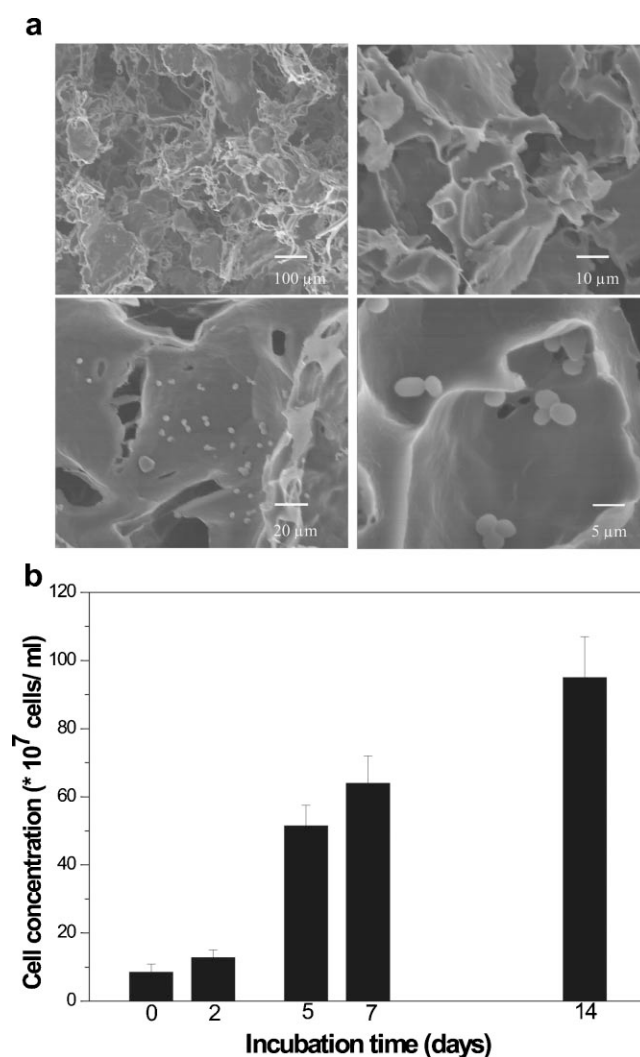 a
100 µm
10 µm
20 µm
5 µm
b
Cell concentration (* 10⁷ cells/ ml)
120
100
80
60
40
20
0
0 2 5 7 14
Incubation time (days)